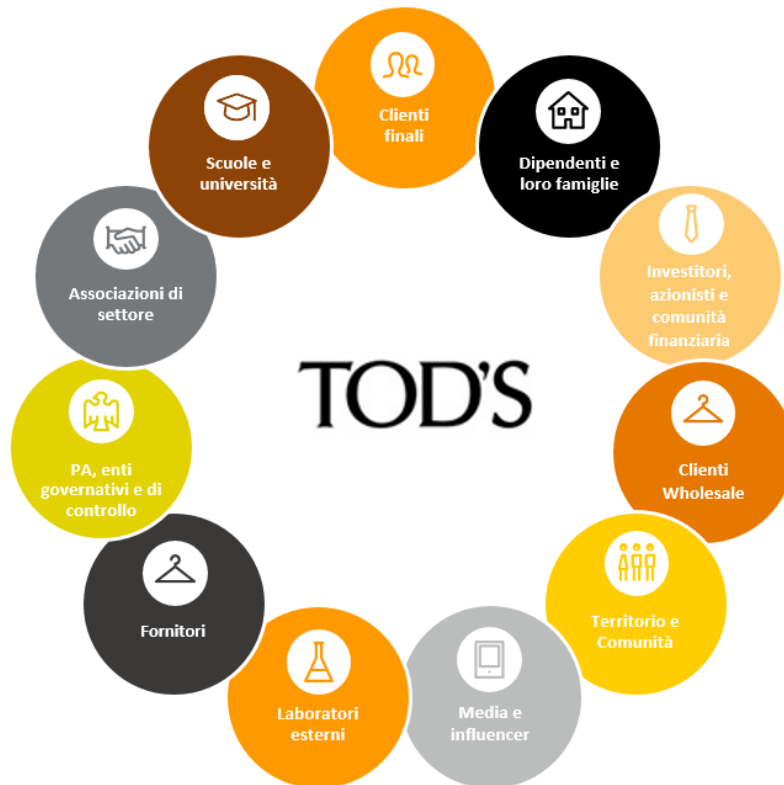 Clienti
finali
Dipendenti e
loro famiglie
Investitori,
azionisti e
comunità
finanziaria
Clienti
Wholesale
Territorio e
Comunità
Media e
influencer
Laboratori
esterni
Fornitori
PA, enti
governativi e di
controllo
Associazioni di
settore
Scuole e
università
TOD'S